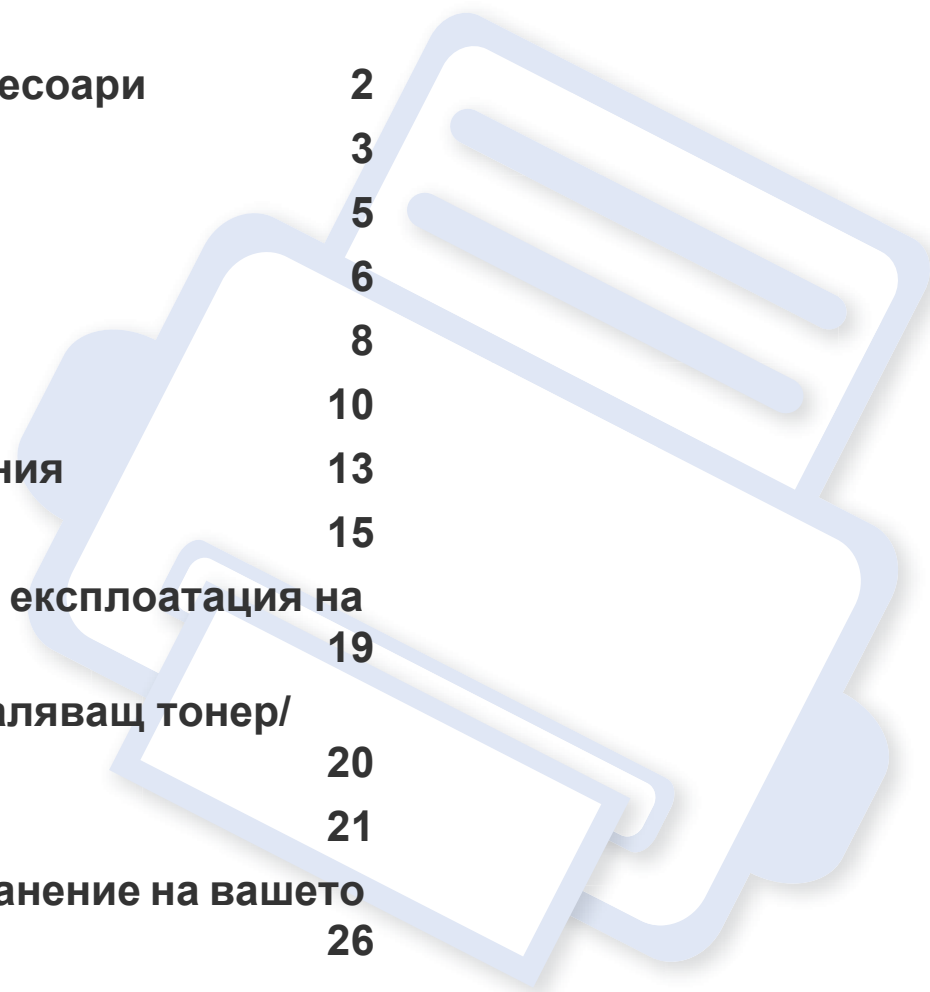 есоари 2
3
5
6
8
10
ния 13
15
експлоатация на
19
аляващ тонер/
20
21
анение на вашето
26